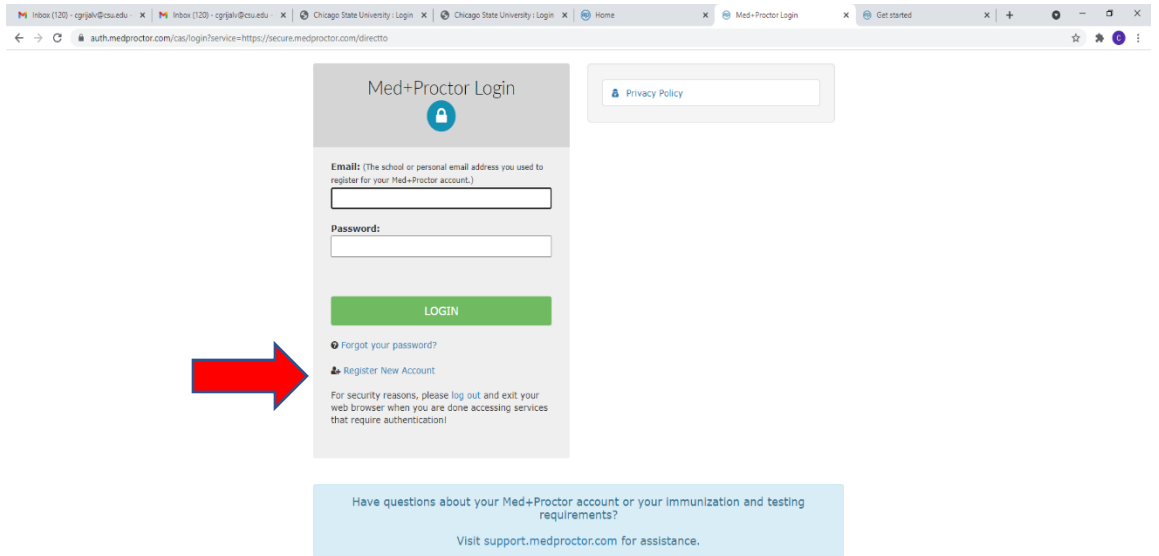 Inbox (120) - cgrijalv@csu.edu -
Inbox (120) - cgrijalv@csu.edu -
Chicago State University : Login
Chicago State University : Login
Home
Med+Proctor Login
Get started
auth.medproctor.com/cas/login?service=https://secure.medproctor.com/directto
C
Med+Proctor Login
Privacy Policy
Email: (The school or personal email address you used to
register for your Med+Proctor account.)
Password:
LOGIN
Forgot your password?
Register New Account
For security reasons, please log out and exit your
web browser when you are done accessing services
that require authentication!
Have questions about your Med+Proctor account or your immunization and testing
requirements?
Visit support.medproctor.com for assistance.